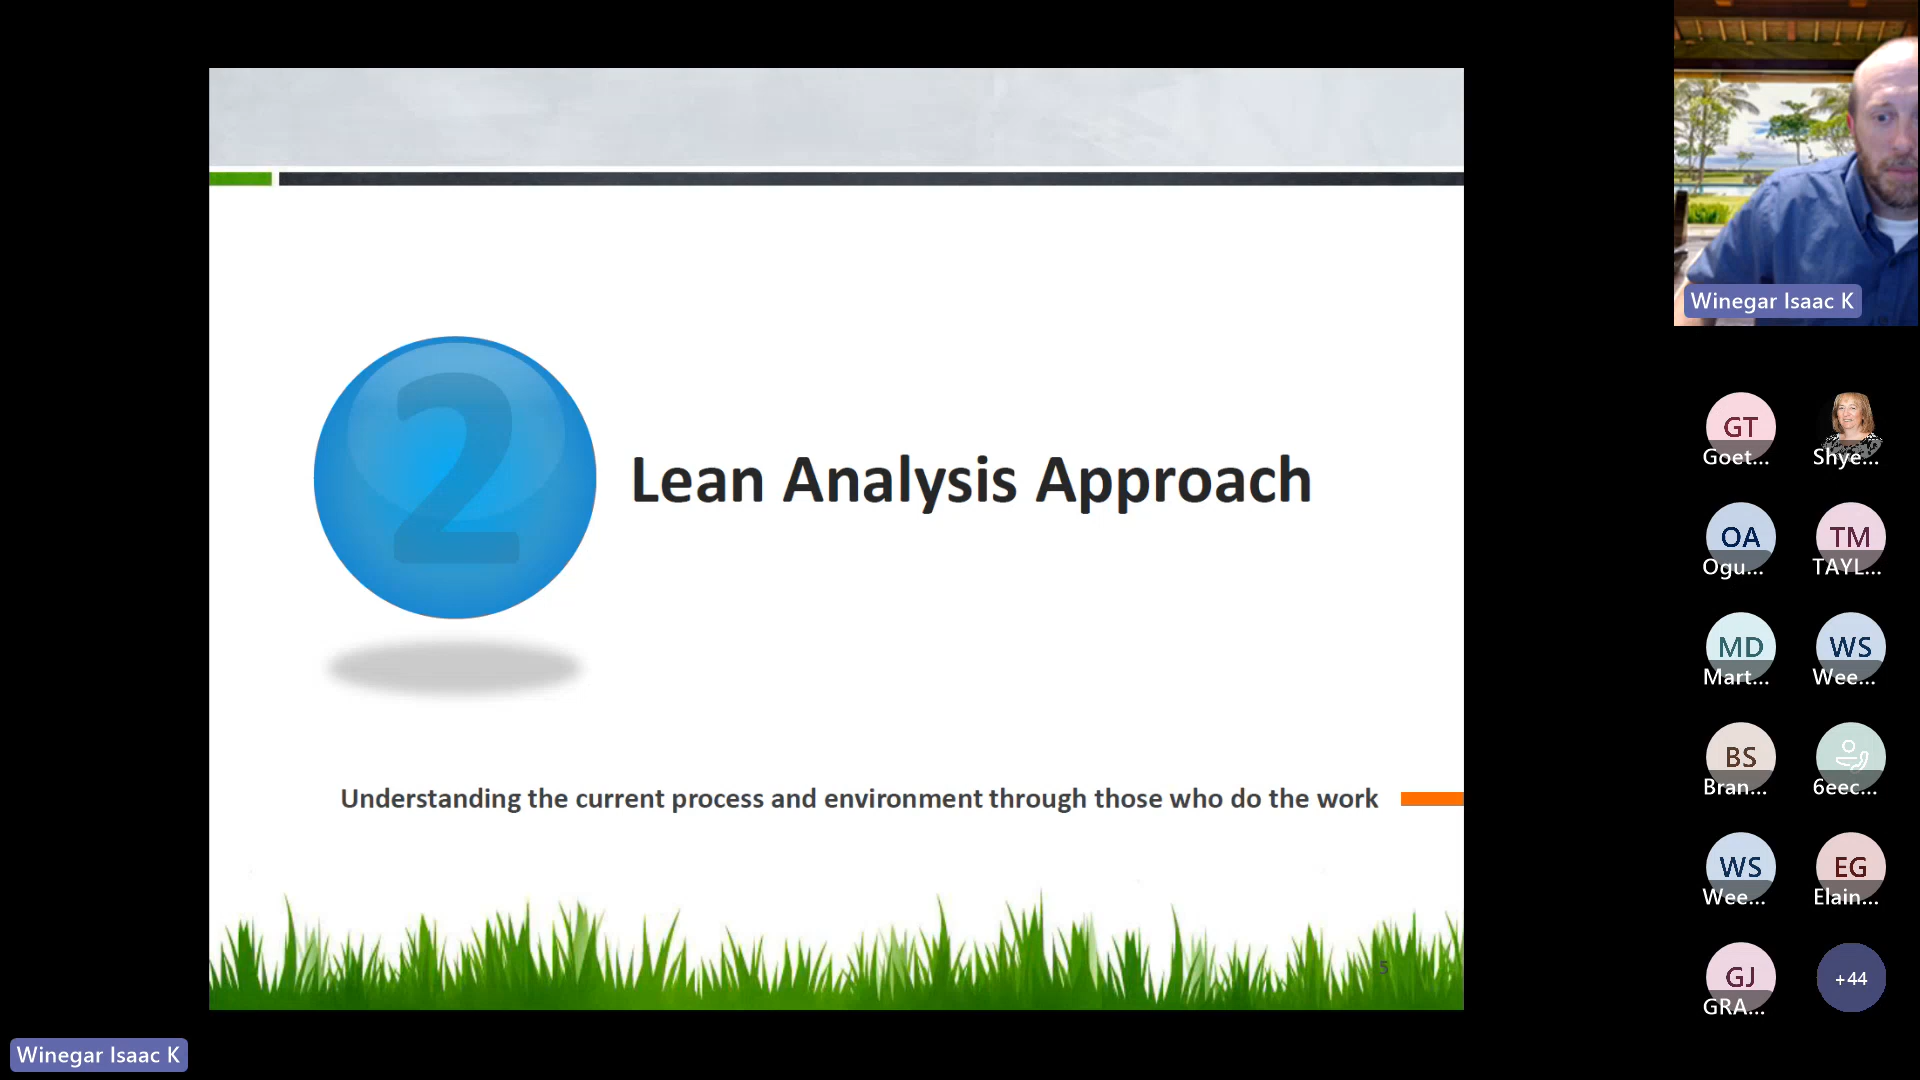 2
Lean Analysis Approach
Understanding the current process and environment through those who do the work
5
Winegar Isaac K
GT
Goet...
Shye...
OA
Ogu...
TM
TAYL...
MD
Mart...
WS
Wee...
BS
Bran...
6eec...
WS
Wee...
EG
Elain...
GJ
GRA...
+44
Winegar Isaac K